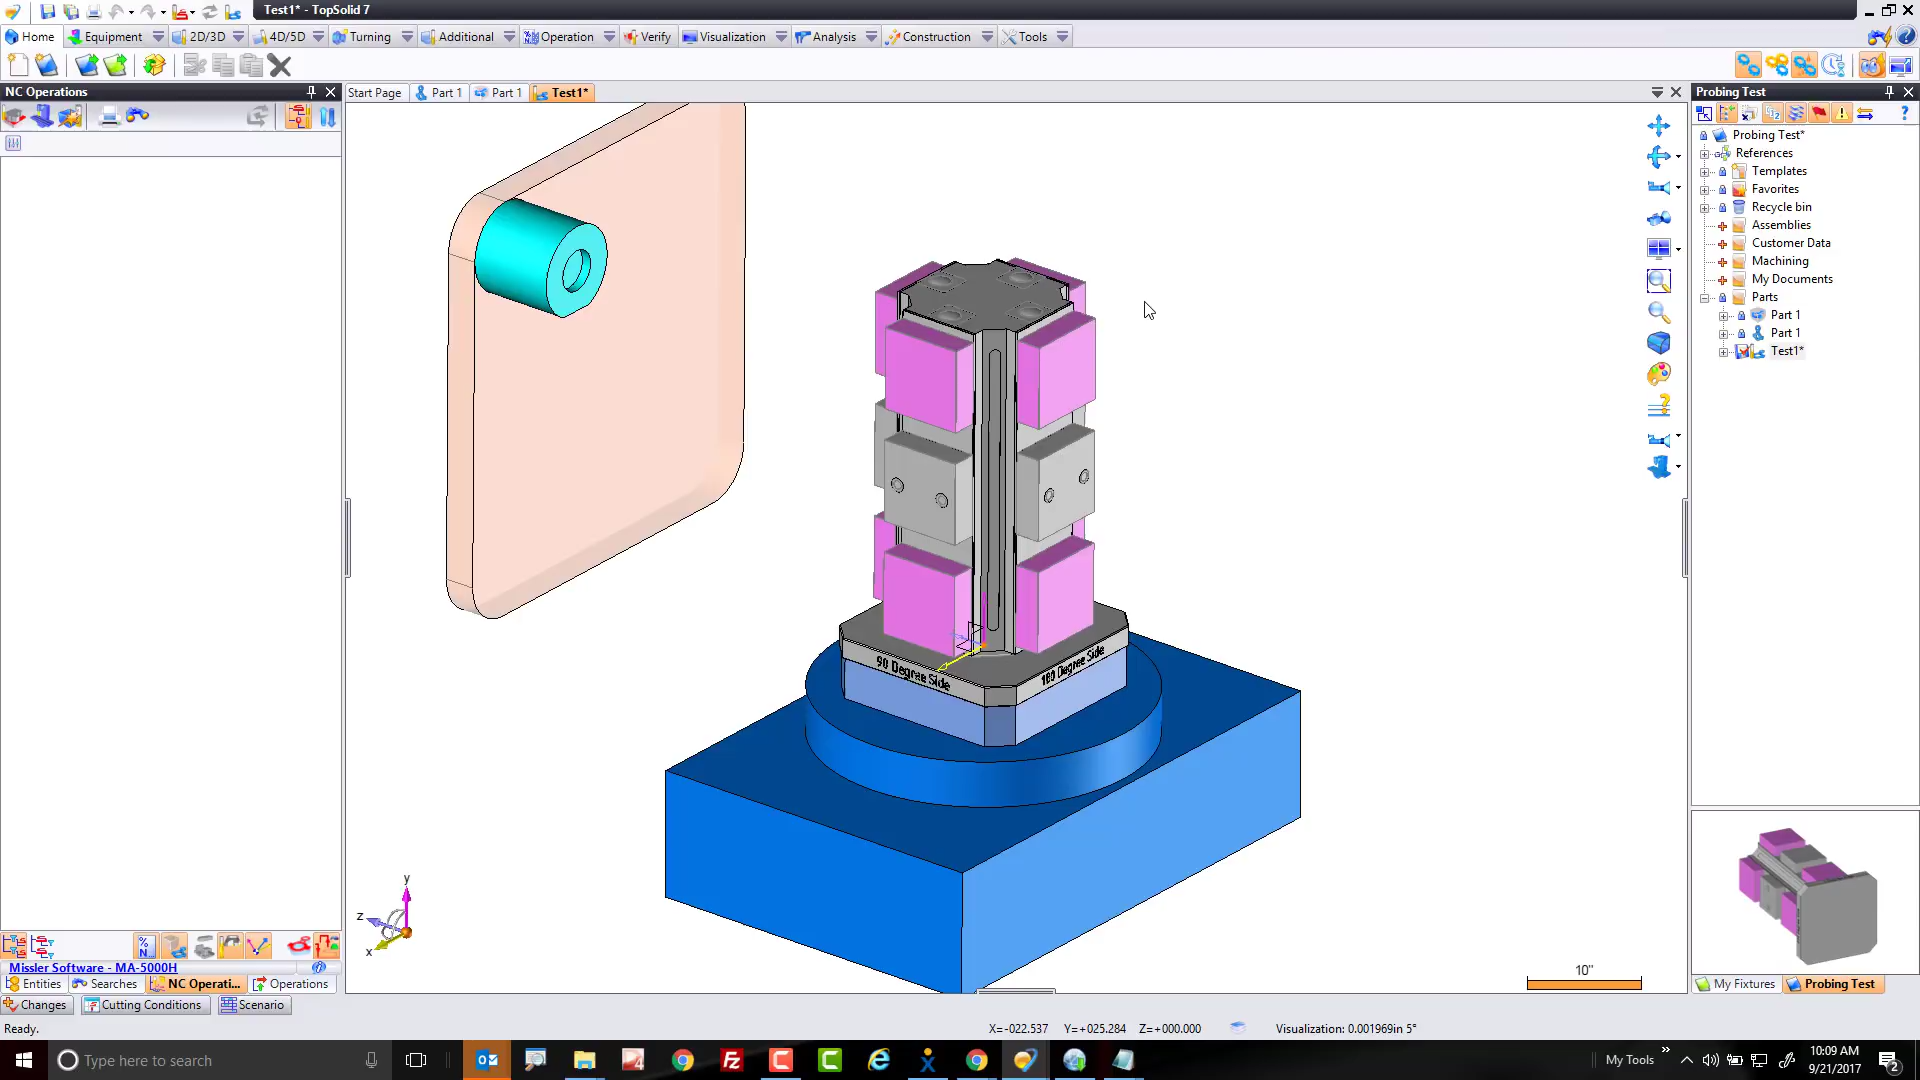 Test1* - TopSolid 7
Home
Equipment
2D/3D
4D/5D
Turning
Additional
Operation
Verify
Visualization
Analysis
Construction
Tools
NC Operations
Start Page
Part 1
Part 1
Test1*
Probing Test
Probing Test*
References
Templates
Favorites
Recycle bin
Assemblies
Customer Data
Machining
My Documents
Parts
Part 1
Part 1
Test1*
90 Degree Side
180 Degree Side
y
z
x
10"
Missler Software - MA-5000H
Entities
Searches
NC Operati...
Operations
My Fixtures
Probing Test
Changes
Cutting Conditions
Scenario
Ready.
X=-022.537
Y=+025.284
Z=+000.000
Visualization: 0.001969in 5°
Type here to search
My Tools
10:09 AM
9/21/2017
2